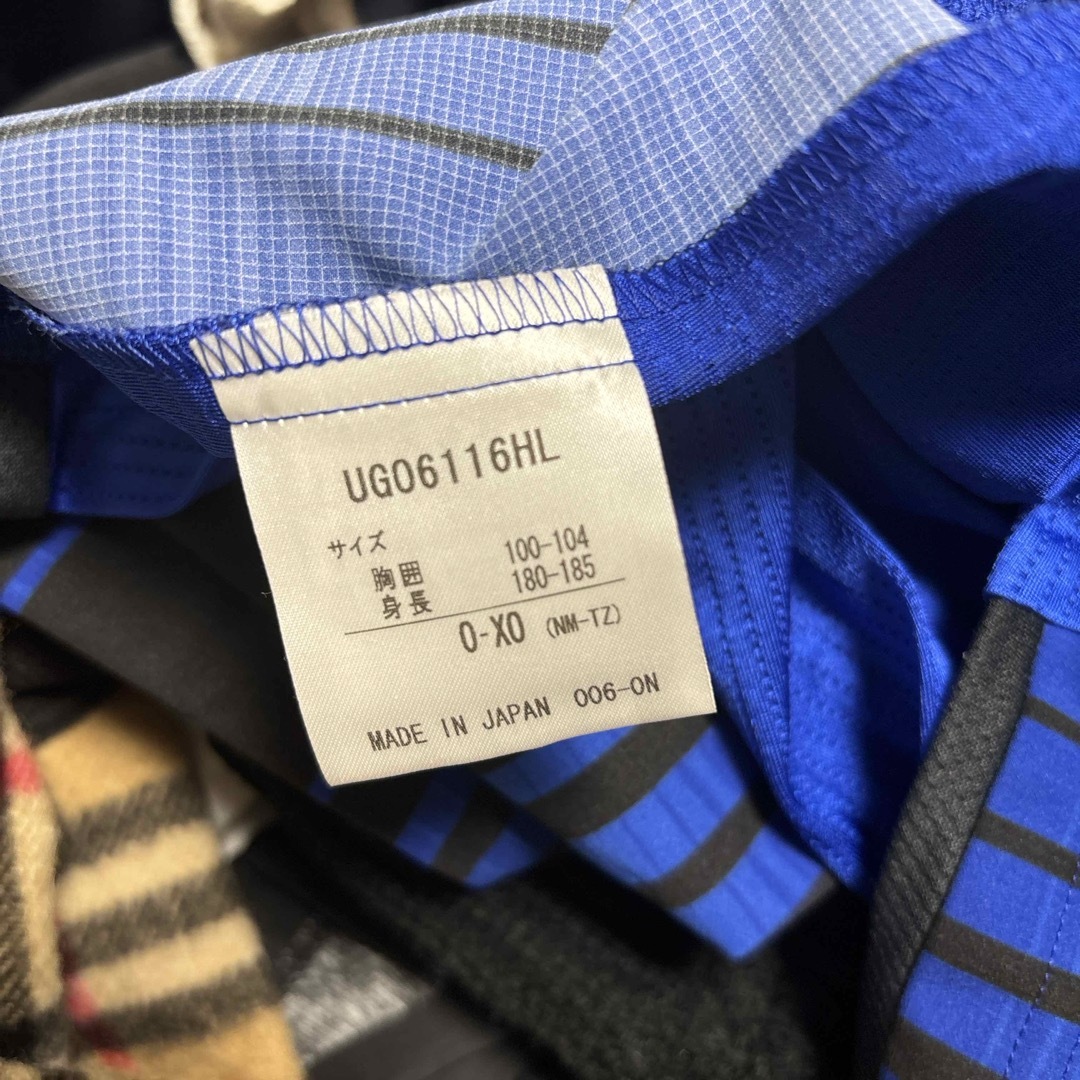 UG06116HL
サイズ
胸囲 100-104
身長 180-185
O-XO (NM-TZ)
MADE IN JAPAN 006-ON